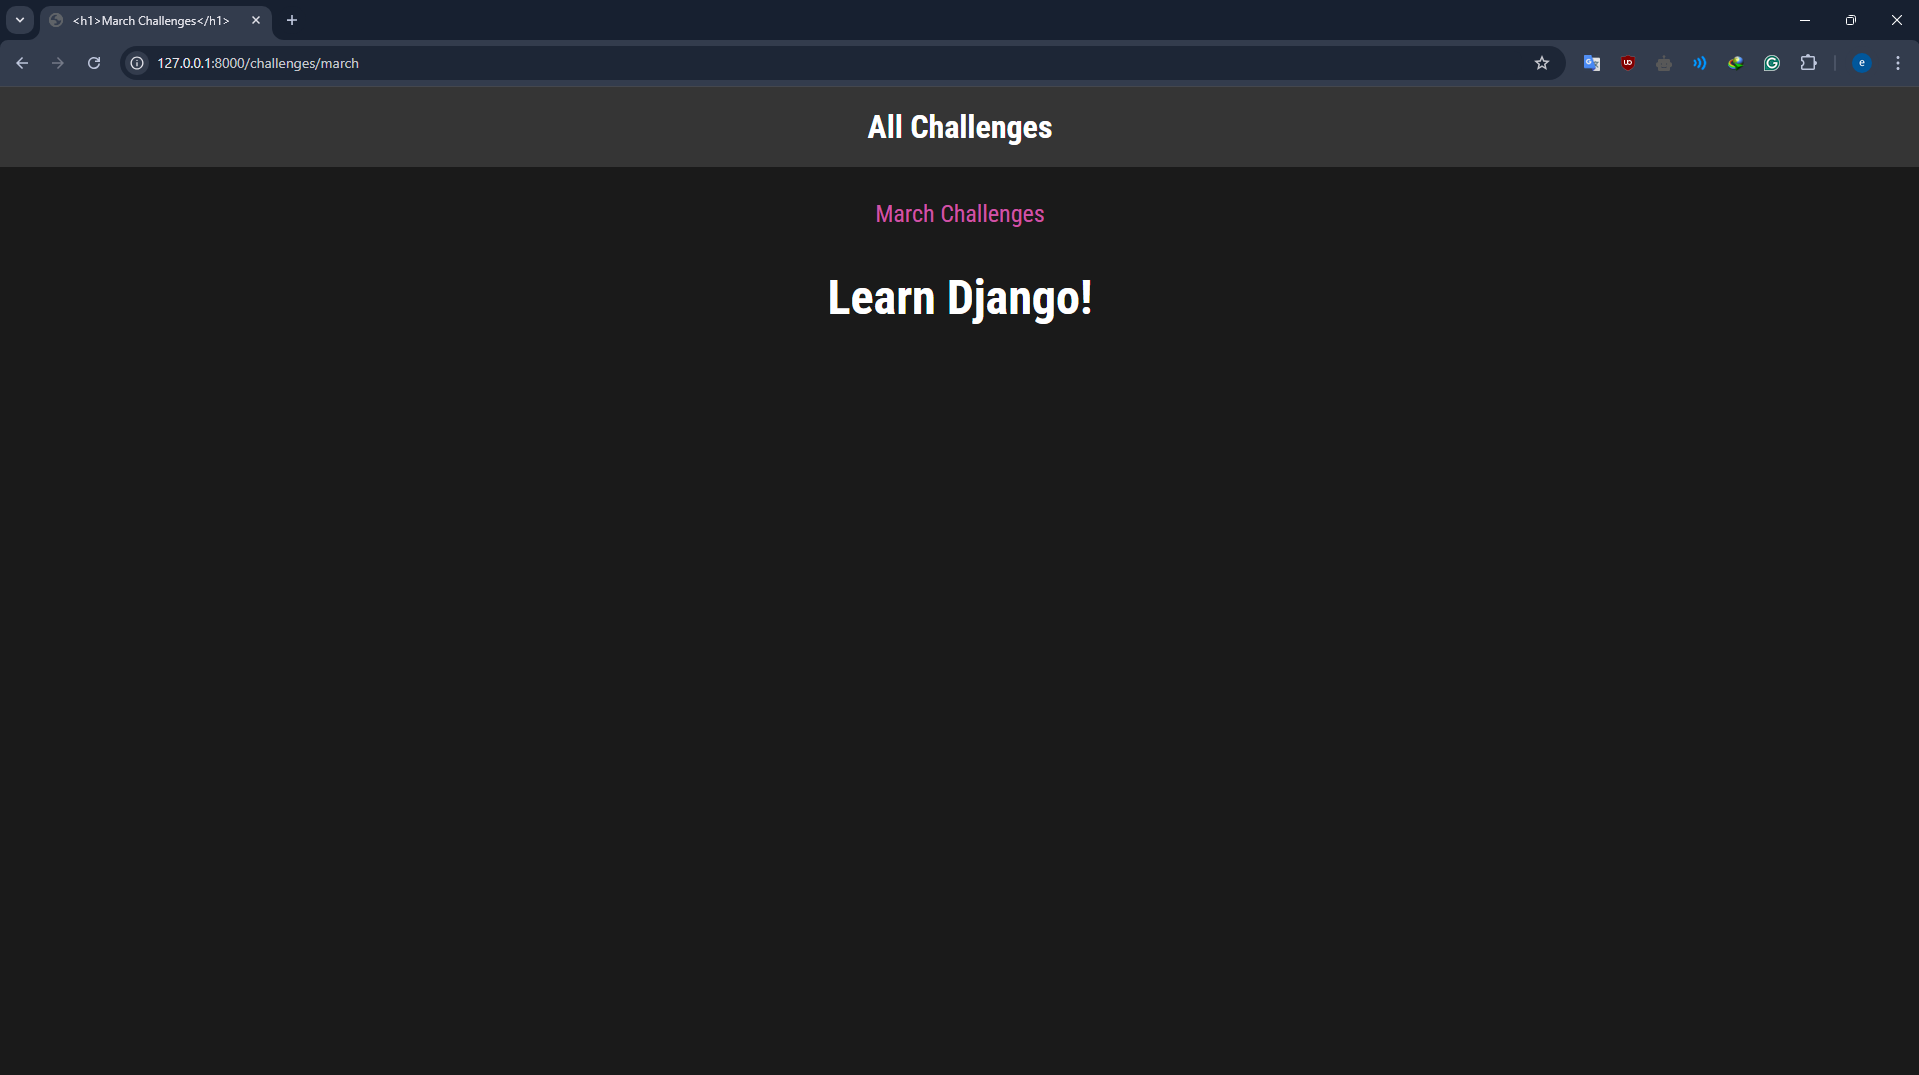 <h1>March Challenges</h1>
127.0.0.1:8000/challenges/march
e
All Challenges
March Challenges
Learn Django!